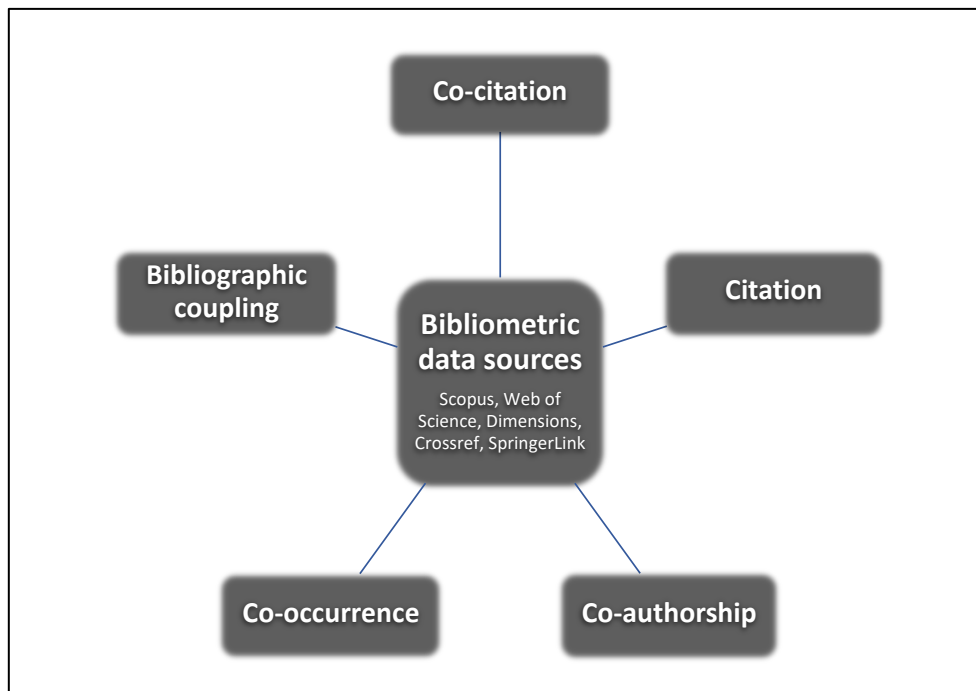 Co-citation
Bibliographic
coupling
Citation
Bibliometric
data sources
Scopus, Web of
Science, Dimensions,
Crossref, SpringerLink
Co-occurrence
Co-authorship